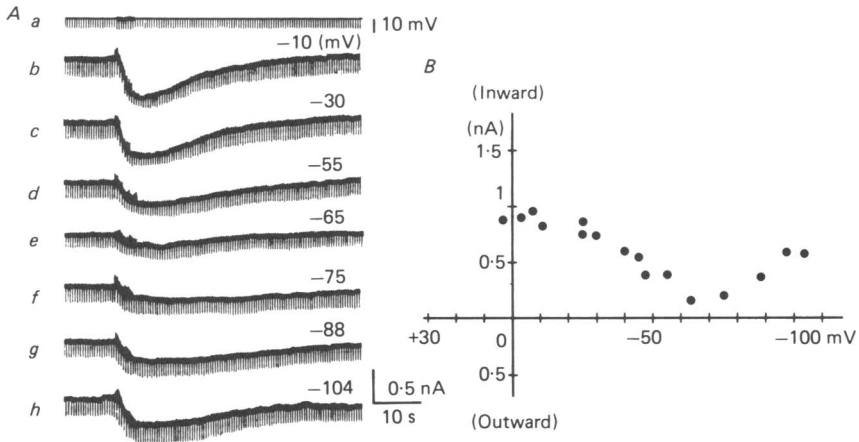 A
a
10 mV
−10 (mV)
b
−30
c
−55
d
−65
e
−75
f
−88
g
−104
h
0·5 nA
10 s
B
(Inward)
(nA)
1·5
1
0·5
+30
0
−50
−100 mV
0·5
(Outward)